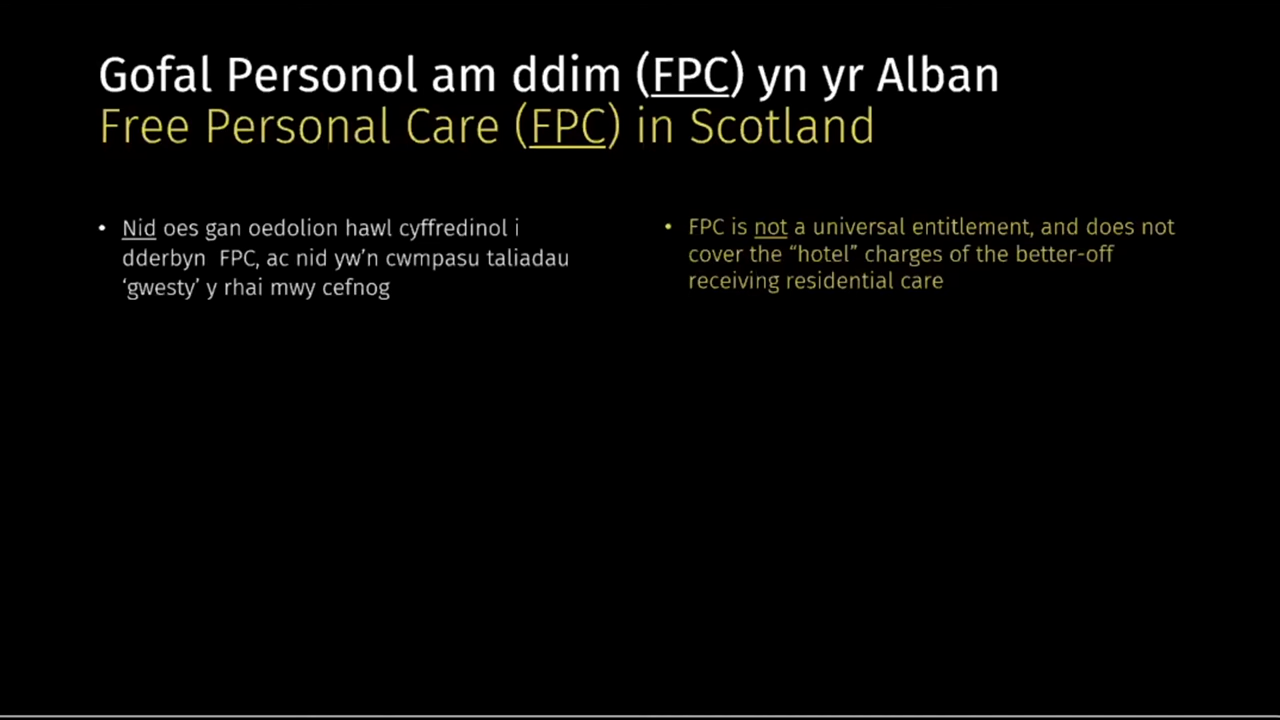 Gofal Personol am ddim (FPC) yn yr Alban
Free Personal Care (FPC) in Scotland
• Nid oes gan oedolion hawl cyffredinol i
dderbyn  FPC, ac nid yw’n cwmpasu taliadau
‘gwesty’ y rhai mwy cefnog
• FPC is not a universal entitlement, and does not
cover the “hotel” charges of the better-off
receiving residential care